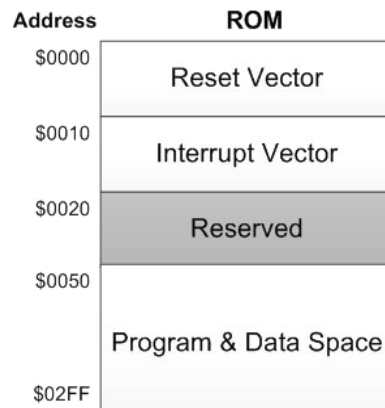 Address ROM
$0000
Reset Vector
$0010
Interrupt Vector
$0020
Reserved
$0050
Program & Data Space
$02FF